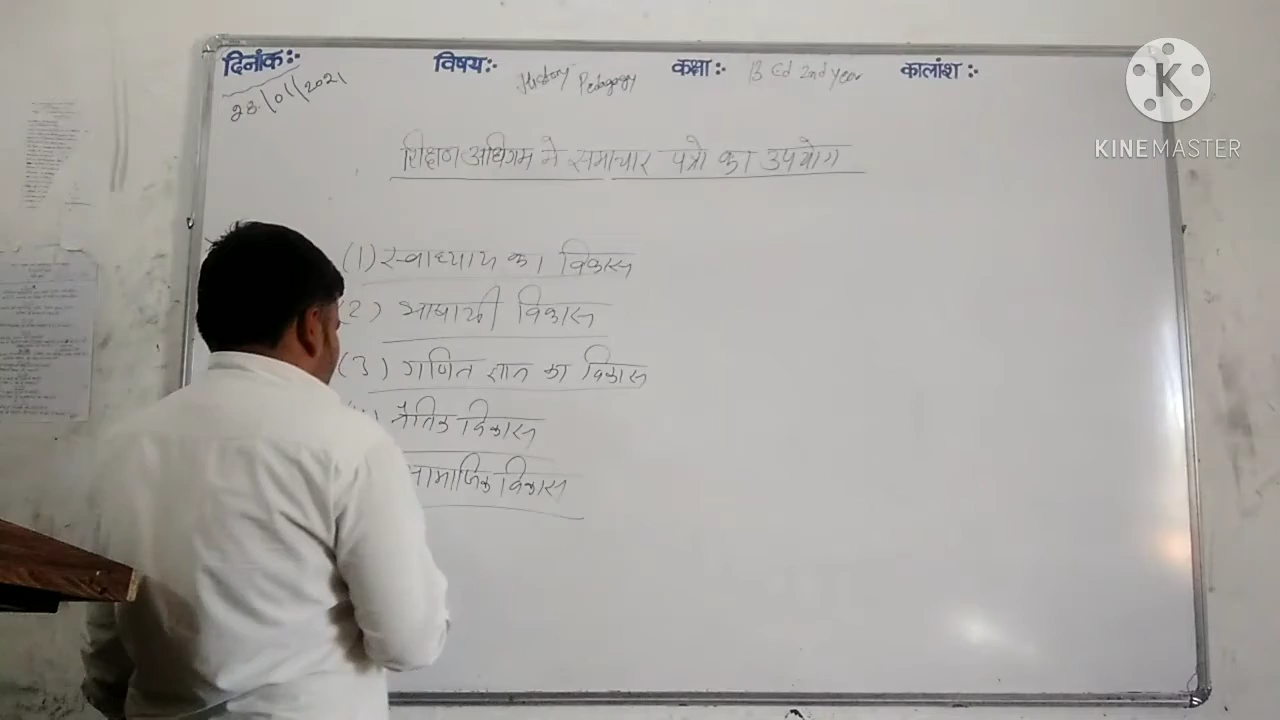 दिनांक:- विषय:- History Pedagogy कक्षा:- B Ed 2nd year कालांश:-
28/01/2021
शिक्षण अधिगम मे समाचार पत्रो का उपयोग
(1) स्वाध्याय का विकास
(2) भाषायी विकास
(3) गणित ज्ञान का विकास
नैतिक विकास
सामाजिक विकास
K
KINEMASTER